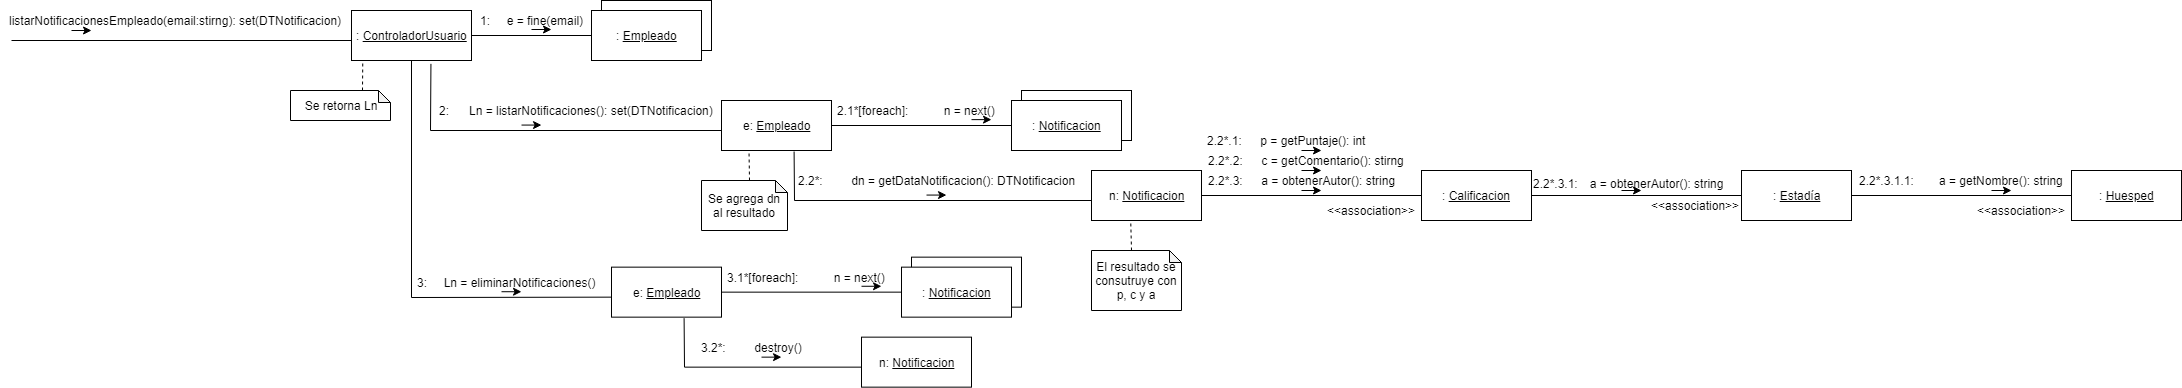 listarNotificacionesEmpleado(email:stirng): set(DTNotificacion)
: ControladorUsuario
1: e = fine(email)
: Empleado
Se retorna Ln
2: Ln = listarNotificaciones(): set(DTNotificacion)
e: Empleado
2.1*[foreach]: n = next()
: Notificacion
Se agrega dn
al resultado
2.2*: dn = getDataNotificacion(): DTNotificacion
n: Notificacion
El resultado se
consutruye con
p, c y a
2.2*.1: p = getPuntaje(): int
2.2*.2: c = getComentario(): stirng
2.2*.3: a = obtenerAutor(): string
<<association>>
: Calificacion
2.2*.3.1: a = obtenerAutor(): string
<<association>>
: Estadía
2.2*.3.1.1: a = getNombre(): string
<<association>>
: Huesped
3: Ln = eliminarNotificaciones()
e: Empleado
3.1*[foreach]: n = next()
: Notificacion
3.2*: destroy()
n: Notificacion